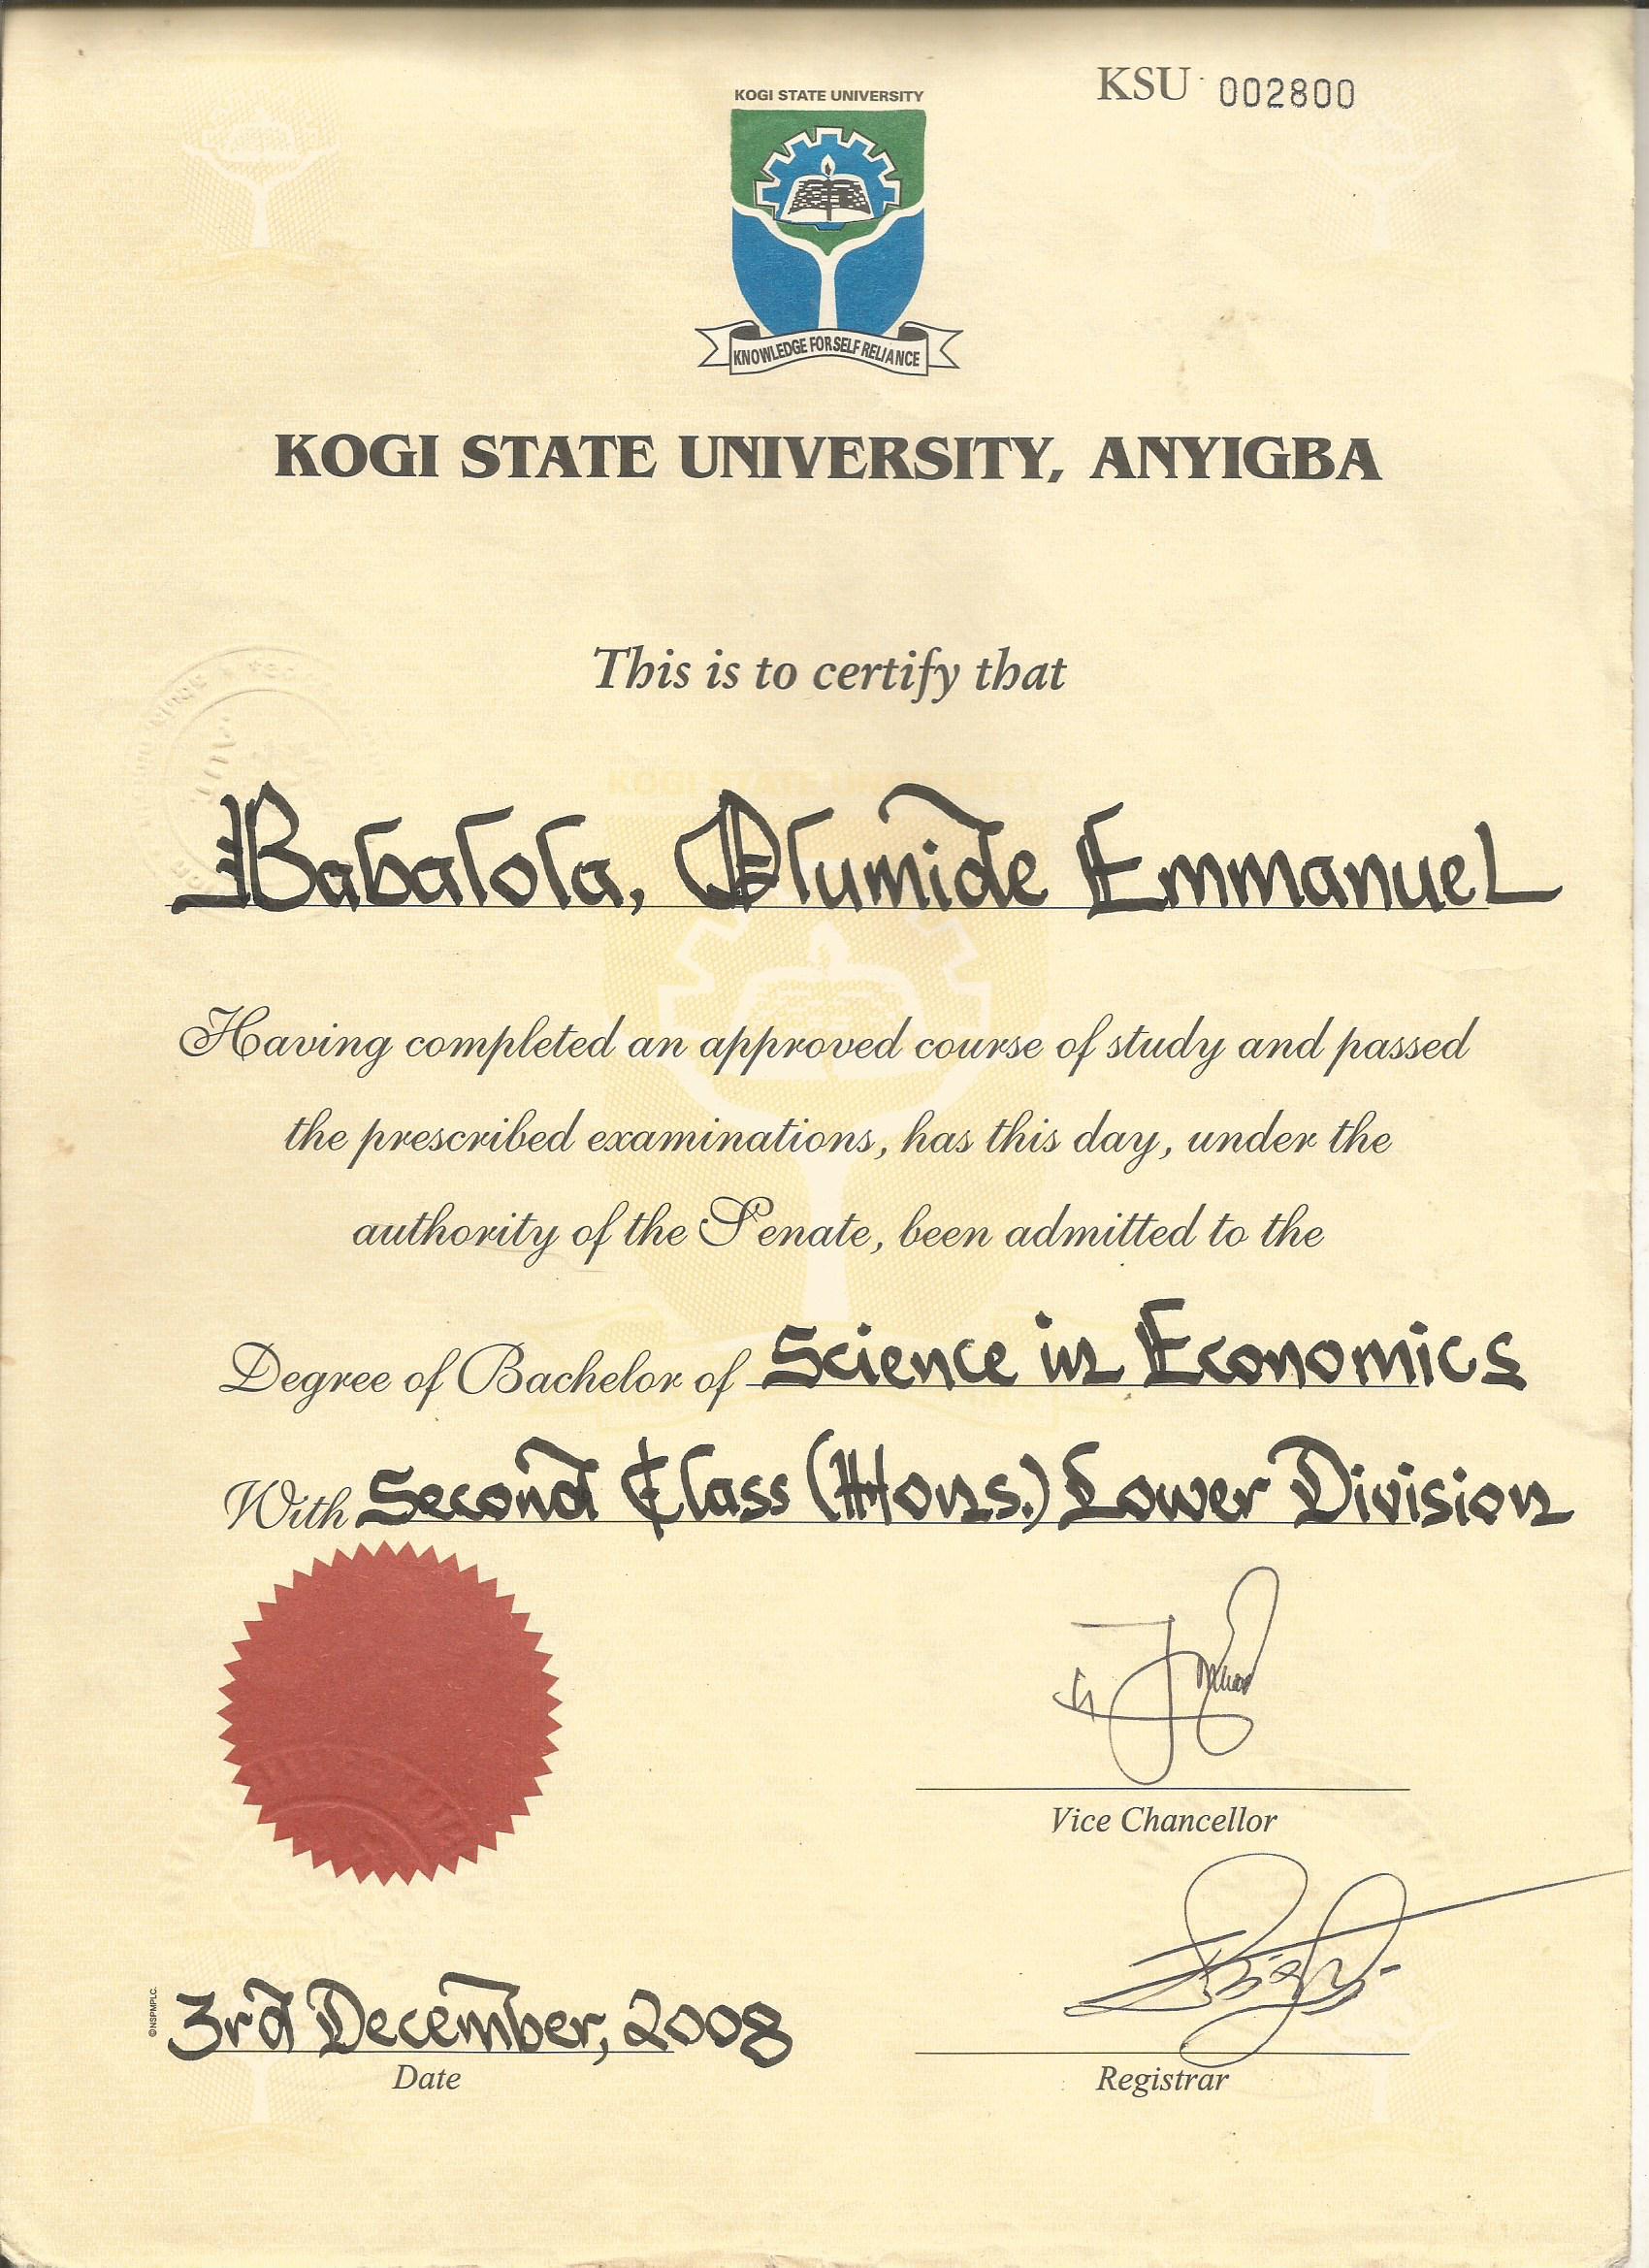 KSU 002800
KOGI STATE UNIVERSITY
KNOWLEDGE FOR SELF RELIANCE
KOGI STATE UNIVERSITY, ANYIGBA
This is to certify that
KOGI STATE UNIVERSITY
Babalola, Olumide Emmanuel
Having completed an approved course of study and passed
the prescribed examinations, has this day, under the
authority of the Senate, been admitted to the
Degree of Bachelor of Science in Economics
With Second Class (Hons.) Lower Division
Vice Chancellor
©NSPMPLC.
3rd December, 2008
Date
Registrar